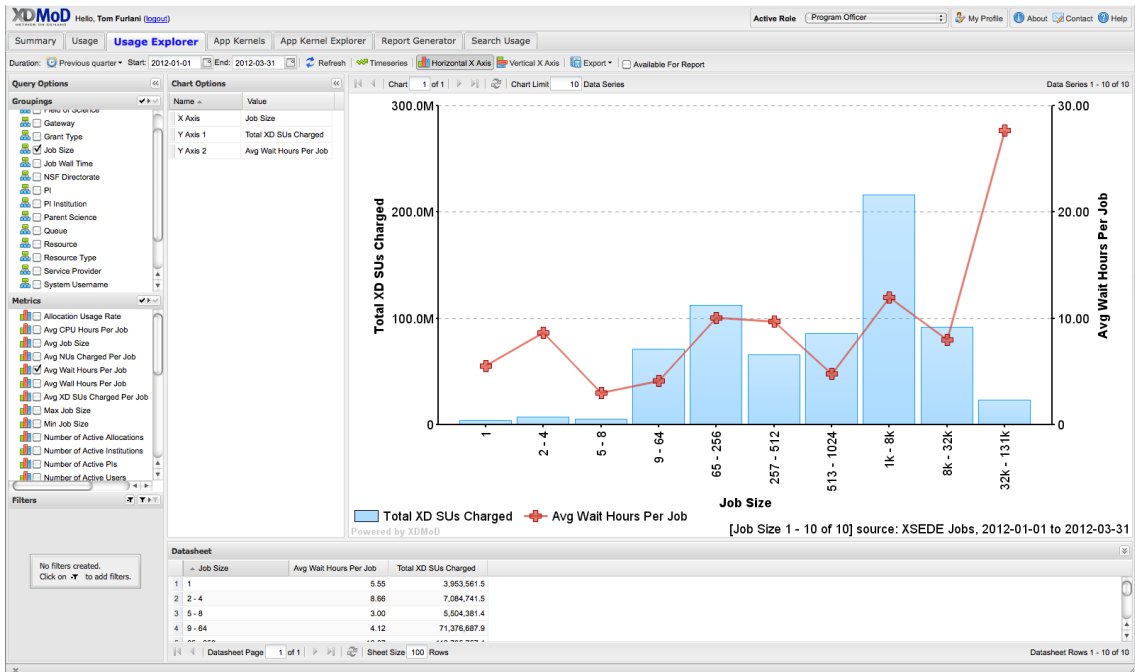 XDMoD Hello, Tom Furlani (logout)
METRICS ON DEMAND
Active Role Program Officer My Profile About Contact Help
Summary Usage Usage Explorer App Kernels App Kernel Explorer Report Generator Search Usage
Duration: Previous quarter Start: 2012-01-01 End: 2012-03-31 Refresh Timeseries Horizontal X Axis Vertical X Axis Export Available For Report
Query Options
Groupings
Field of Science
Gateway
Grant Type
Job Size
Job Wall Time
NSF Directorate
PI
PI Institution
Parent Science
Queue
Resource
Resource Type
Service Provider
System Username
Metrics
Allocation Usage Rate
Avg CPU Hours Per Job
Avg Job Size
Avg NUs Charged Per Job
Avg Wait Hours Per Job
Avg Wall Hours Per Job
Avg XD SUs Charged Per Job
Max Job Size
Min Job Size
Number of Active Allocations
Number of Active Institutions
Number of Active PIs
Number of Active Users
Filters
No filters created.
Click on to add filters.
Chart Options
Name Value
X Axis Job Size
Y Axis 1 Total XD SUs Charged
Y Axis 2 Avg Wait Hours Per Job
Chart 1 of 1 Chart Limit 10 Data Series
Data Series 1 - 10 of 10
Total XD SUs Charged
300.0M
200.0M
100.0M
0
30.00
20.00
10.00
0
Avg Wait Hours Per Job
1
2 - 4
5 - 8
9 - 64
65 - 256
257 - 512
513 - 1024
1k - 8k
8k - 32k
32k - 131k
Job Size
Total XD SUs Charged Avg Wait Hours Per Job
Powered by XDMoD
[Job Size 1 - 10 of 10] source: XSEDE Jobs, 2012-01-01 to 2012-03-31
Datasheet
Job Size Avg Wait Hours Per Job Total XD SUs Charged
1 1 5.55 3,953,561.5
2 2 - 4 8.66 7,084,741.5
3 5 - 8 3.00 5,504,381.4
4 9 - 64 4.12 71,376,687.9
Datasheet Page 1 of 1 Sheet Size 100 Rows
Datasheet Rows 1 - 10 of 10